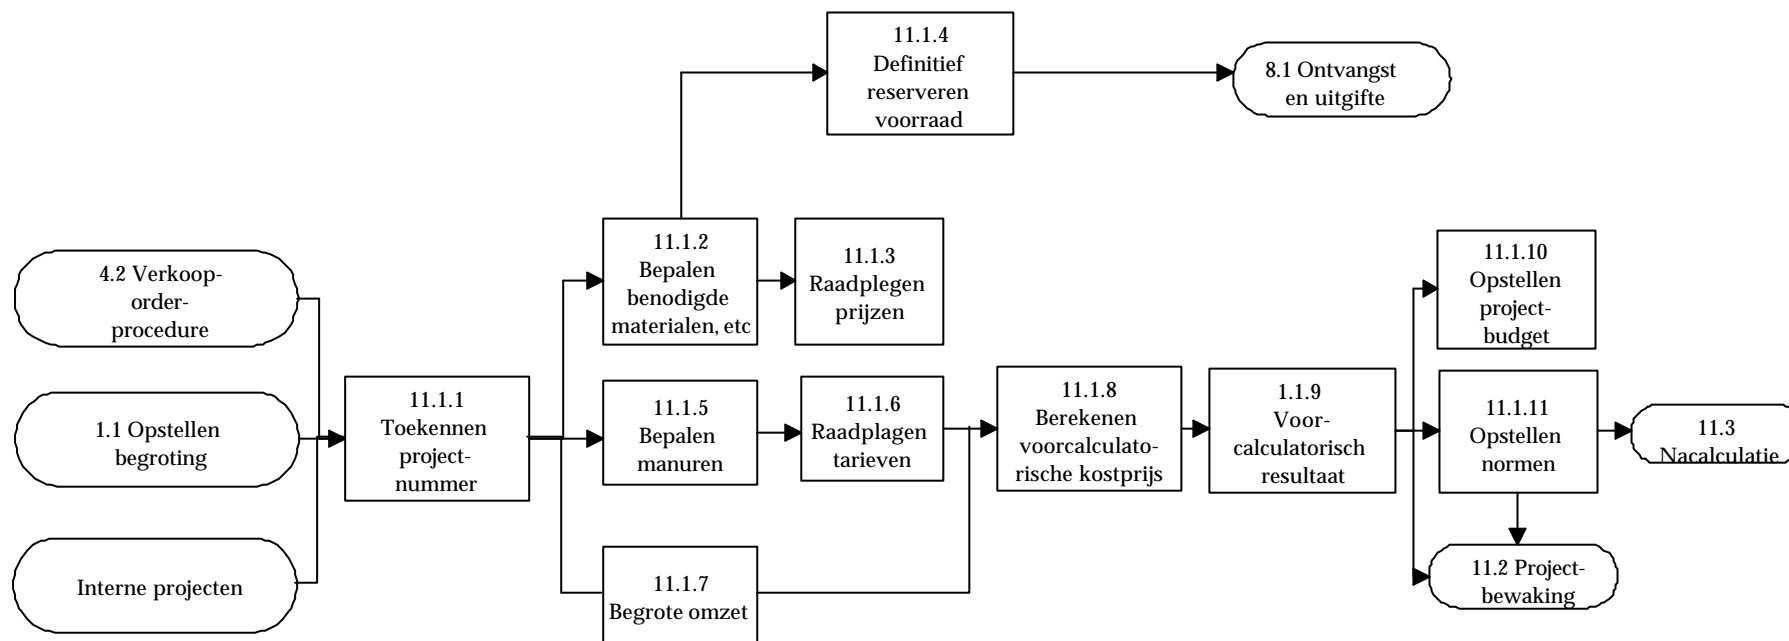 11.1.4
Definitief
reserveren
voorraad
8.1 Ontvangst
en uitgifte
4.2 Verkoop-
order-
procedure
1.1 Opstellen
begroting
Interne projecten
11.1.1
Toekennen
project-
nummer
11.1.2
Bepalen
benodigde
materialen, etc
11.1.3
Raadplegen
prijzen
11.1.5
Bepalen
manuren
11.1.6
Raadplagen
tarieven
11.1.7
Begrote omzet
11.1.8
Berekenen
voorcalculato-
rische kostprijs
1.1.9
Voor-
calculatorisch
resultaat
11.1.10
Opstellen
project-
budget
11.1.11
Opstellen
normen
11.3
Nacalculatie
11.2 Project-
bewaking